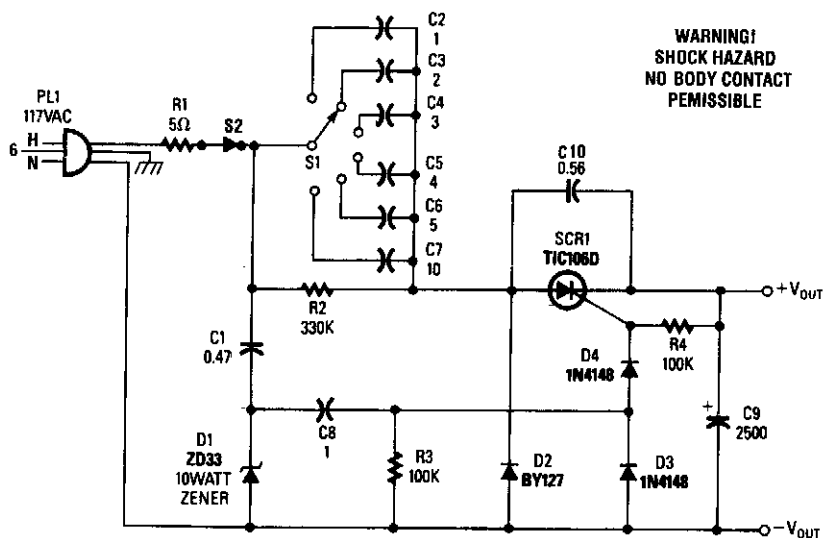 WARNING!
SHOCK HAZARD
NO BODY CONTACT
PEMISSIBLE
C2
1
C3
2
C4
3
C5
4
C6
5
C7
10
PL1
117VAC
H
6
N
R1
5Ω
S2
S1
C10
0.56
SCR1
TIC106D
+VOUT
R2
330K
C1
0.47
R4
100K
D4
1N4148
C9
2500
+
C8
1
R3
100K
D1
ZD33
10WATT
ZENER
D2
BY127
D3
1N4148
-VOUT